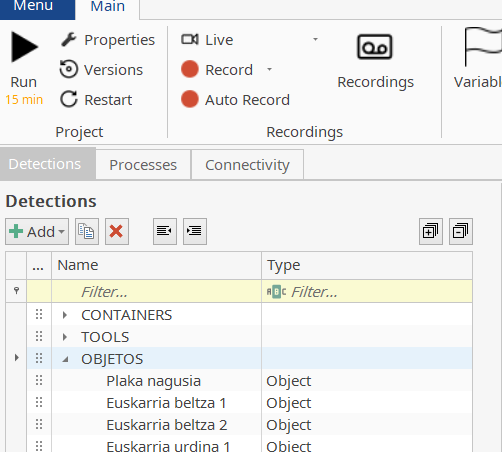 Menu Main
Run
15 min
Properties
Versions
Restart
Project
Live
Record
Auto Record
Recordings
Recordings
Detections Processes Connectivity
Detections
Add
... Name Type
Filter... ABC Filter...
CONTAINERS
TOOLS
OBJETOS
Plaka nagusia Object
Euskarria beltza 1 Object
Euskarria beltza 2 Object
Euskarria urdina 1 Object